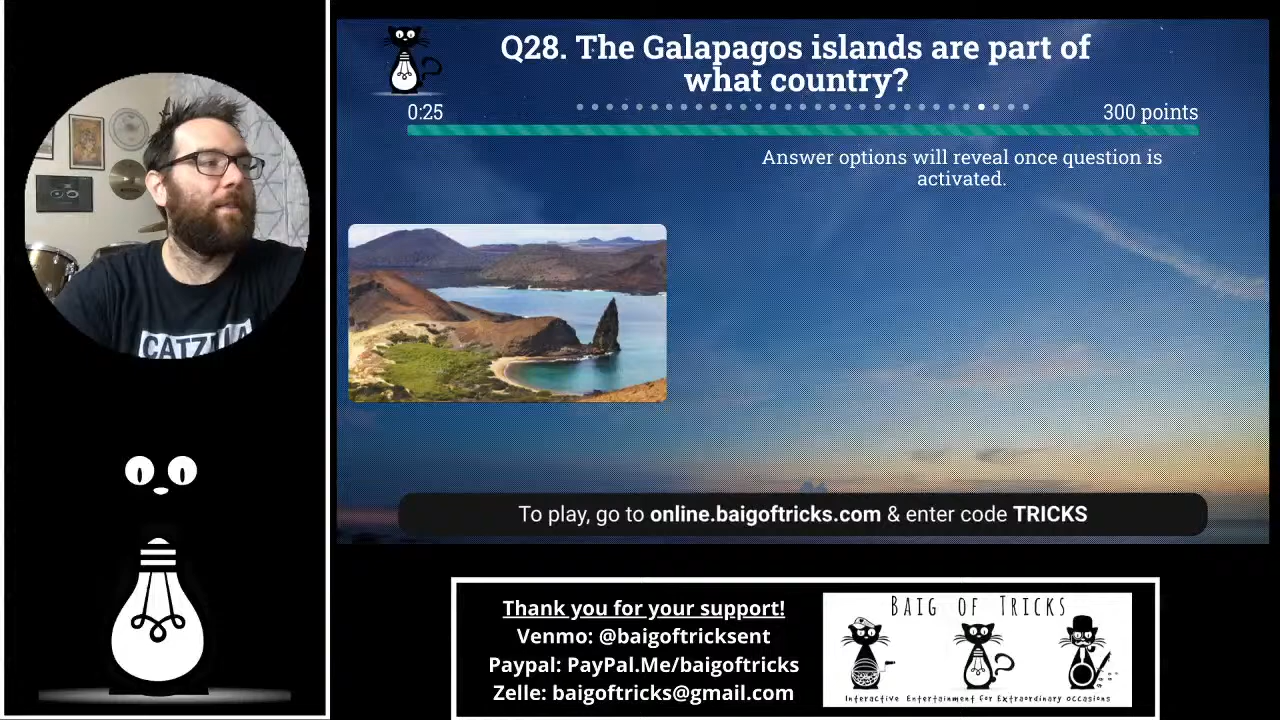 Q28. The Galapagos islands are part of
what country?
0:25
300 points
Answer options will reveal once question is
activated.
CATZILLA
To play, go to online.baigoftricks.com & enter code TRICKS
Thank you for your support!
Venmo: @baigoftricksent
Paypal: PayPal.Me/baigoftricks
Zelle: baigoftricks@gmail.com
BAIG OF TRICKS
Interactive Entertainment for Extraordinary occasions